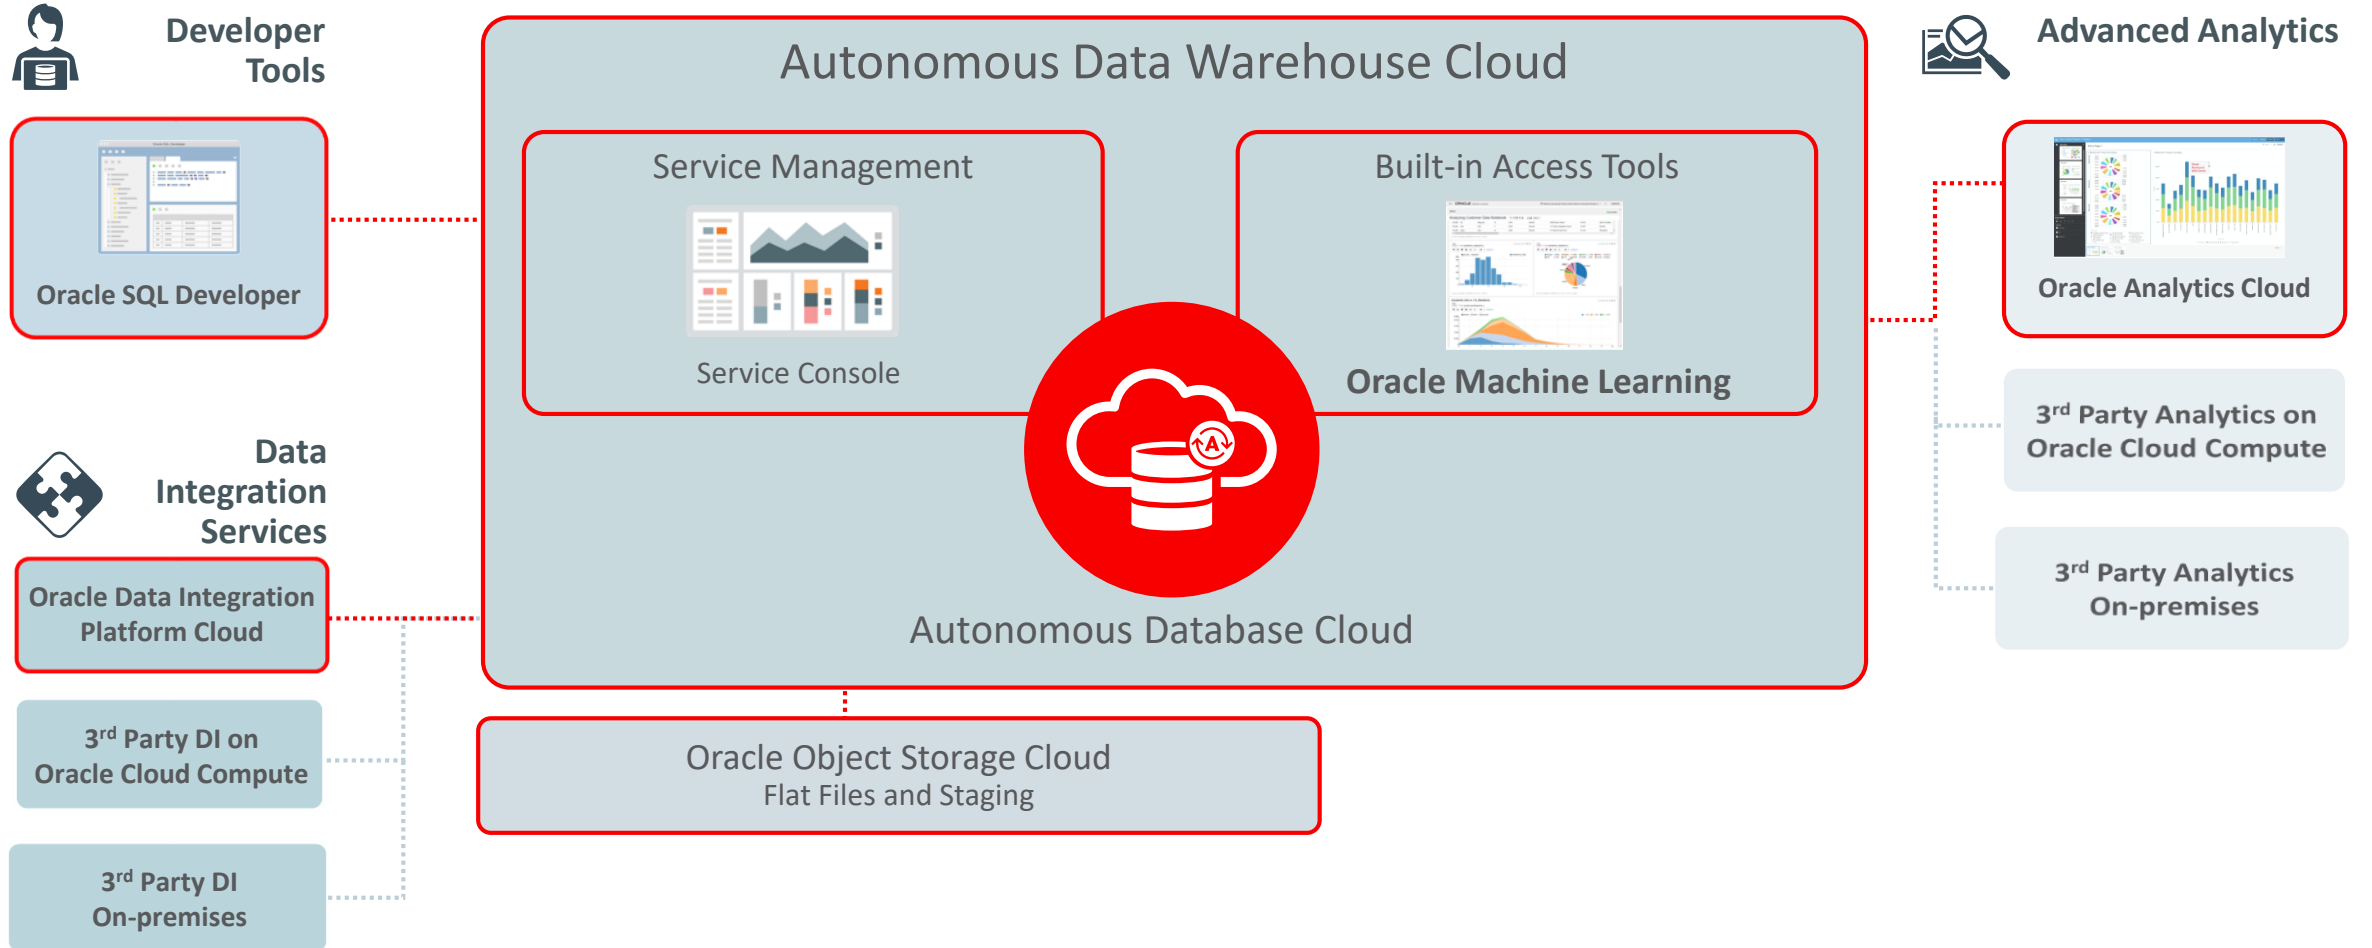 Developer
Tools
Oracle SQL Developer
Data
Integration
Services
Oracle Data Integration
Platform Cloud
3rd Party DI on
Oracle Cloud Compute
3rd Party DI
On-premises
Autonomous Data Warehouse Cloud
Service Management
Service Console
Built-in Access Tools
ORACLE
Oracle Machine Learning
A
Autonomous Database Cloud
Oracle Object Storage Cloud
Flat Files and Staging
Advanced Analytics
Oracle Analytics Cloud
3rd Party Analytics on
Oracle Cloud Compute
3rd Party Analytics
On-premises